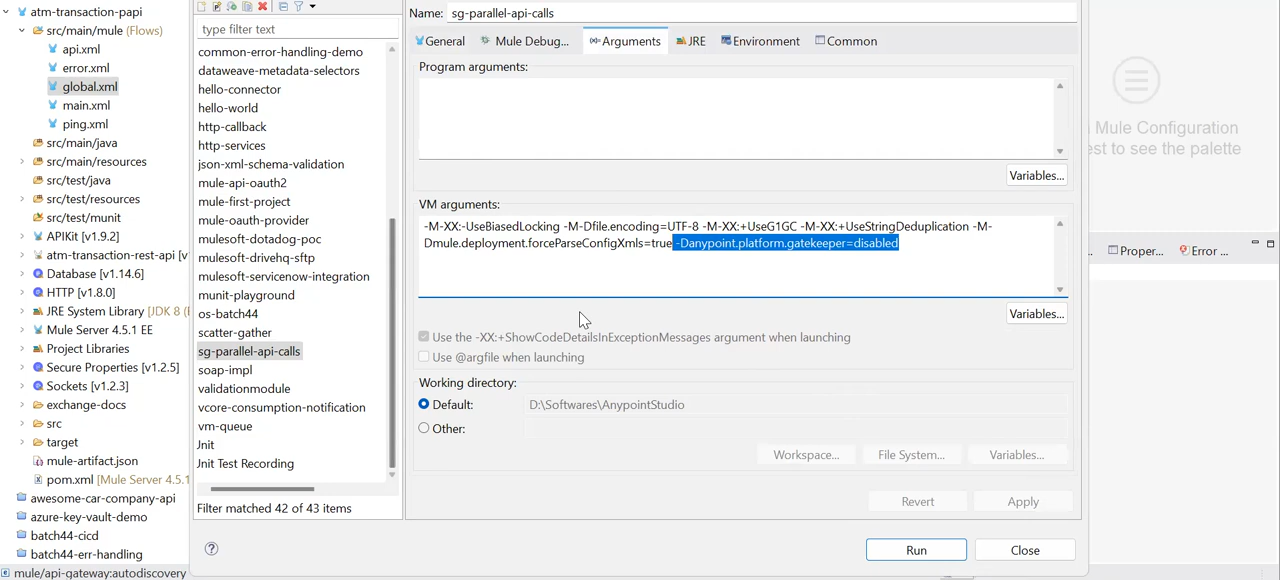 atm-transaction-papi
src/main/mule (Flows)
api.xml
error.xml
global.xml
main.xml
ping.xml
src/main/java
src/main/resources
src/test/java
src/test/resources
src/test/munit
APIKit [v1.9.2]
atm-transaction-rest-api [v
Database [v1.14.6]
HTTP [v1.8.0]
JRE System Library [JDK 8 (E
Mule Server 4.5.1 EE
Project Libraries
Secure Properties [v1.2.5]
Sockets [v1.2.3]
exchange-docs
src
target
mule-artifact.json
pom.xml [Mule Server 4.5.1
awesome-car-company-api
azure-key-vault-demo
batch44-cicd
batch44-err-handling
mule/api-gateway:autodiscovery
type filter text
common-error-handling-demo
dataweave-metadata-selectors
hello-connector
hello-world
http-callback
http-services
json-xml-schema-validation
mule-api-oauth2
mule-first-project
mule-oauth-provider
mulesoft-dotadog-poc
mulesoft-drivehq-sftp
mulesoft-servicenow-integration
munit-playground
os-batch44
scatter-gather
sg-parallel-api-calls
soap-impl
validationmodule
vcore-consumption-notification
vm-queue
Jnit
Jnit Test Recording
Filter matched 42 of 43 items
Name: sg-parallel-api-calls
General
Mule Debug...
Arguments
JRE
Environment
Common
Program arguments:
Variables...
VM arguments:
-M-XX:-UseBiasedLocking -M-Dfile.encoding=UTF-8 -M-XX:+UseG1GC -M-XX:+UseStringDeduplication -M-
Dmule.deployment.forceParseConfigXmls=true -Danypoint.platform.gatekeeper=disabled
Variables...
Use the -XX:+ShowCodeDetailsInExceptionMessages argument when launching
Use @argfile when launching
Working directory:
Default: D:\Softwares\AnypointStudio
Other:
Workspace... File System... Variables...
Revert Apply
Run Close
Mule Configuration
est to see the palette
Proper... Error ...